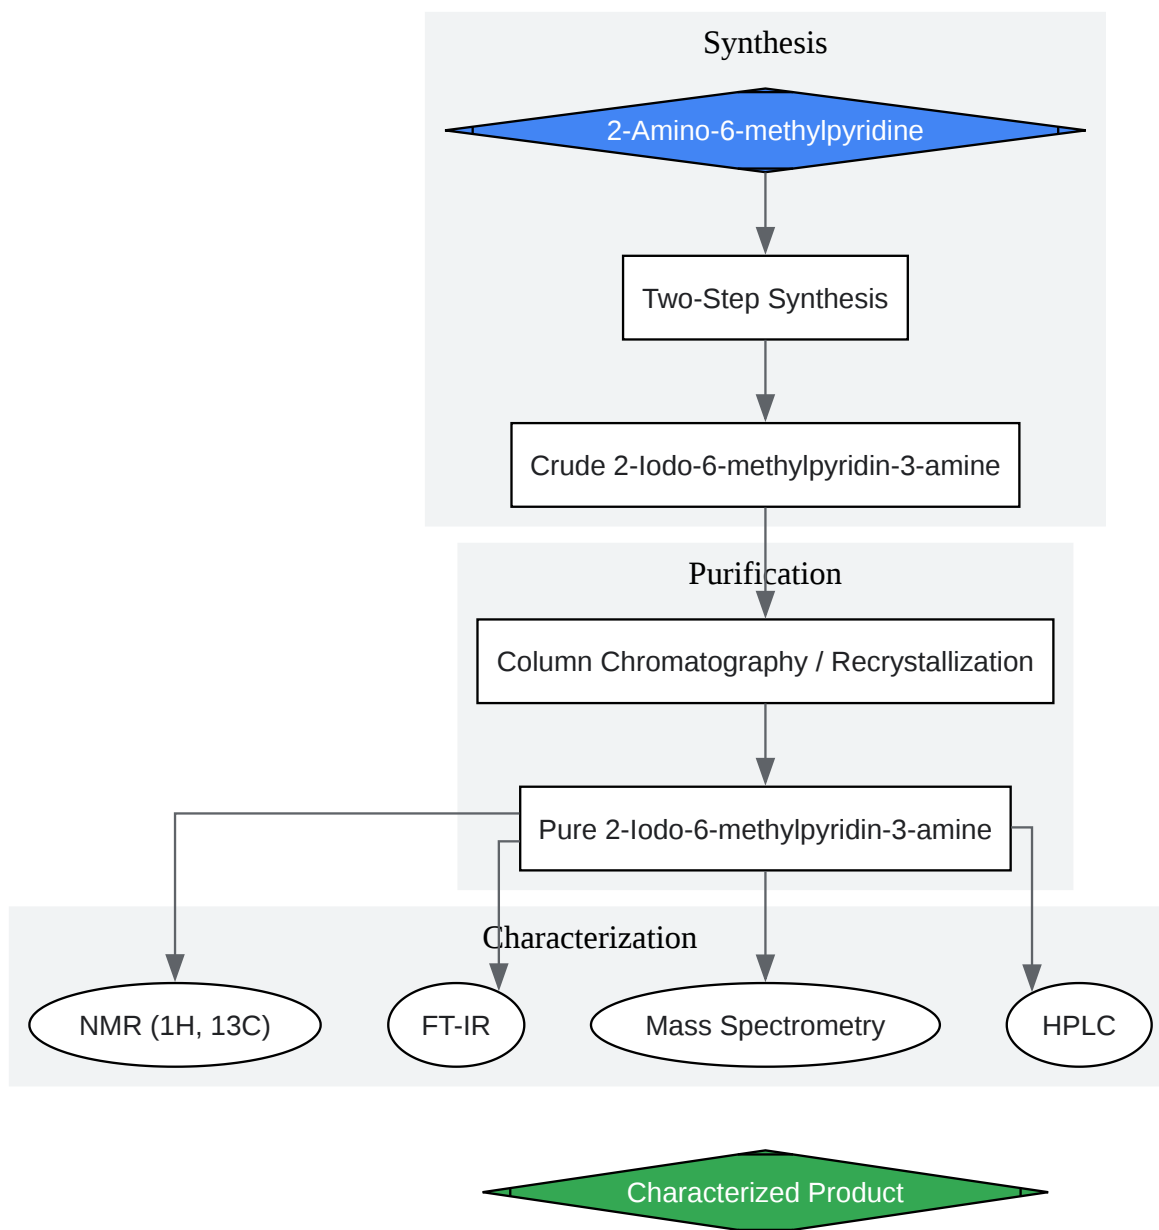 Synthesis
2-Amino-6-methylpyridine
Two-Step Synthesis
Crude 2-Iodo-6-methylpyridin-3-amine
Purification
Column Chromatography / Recrystallization
Pure 2-Iodo-6-methylpyridin-3-amine
Characterization
NMR (1H, 13C)
FT-IR
Mass Spectrometry
HPLC
Characterized Product